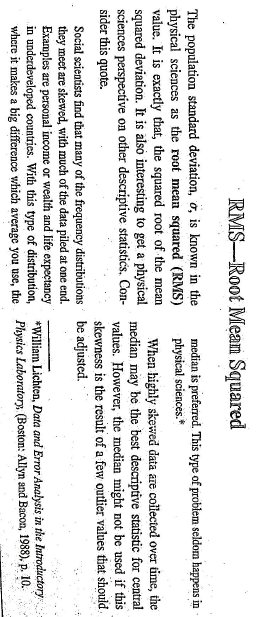 RMS—Root Mean Squared
The population standard deviation, σ, is known in the
physical sciences as the root mean squared (RMS)
value. It is exactly that, the squared root of the mean
squared deviation. It is also interesting to get a physical
sciences perspective on other descriptive statistics. Con-
sider this quote.
Social scientists find that many of the frequency distributions
they meet are skewed, with much of the data piled at one end.
Examples are personal income or wealth and life expectancy
in underdeveloped countries. With this type of distribution,
where it makes a big difference which average you use, the
median is preferred. This type of problem seldom happens in
physical sciences.*
When highly skewed data are collected over time, the
median may be the best descriptive statistic for central
values. However, the median might not be used if this
skewness is the result of a few outlier values that should
be adjusted.
*William Lichten, Data and Error Analysis in the Introductory
Physics Laboratory, (Boston: Allyn and Bacon, 1988), p. 10.